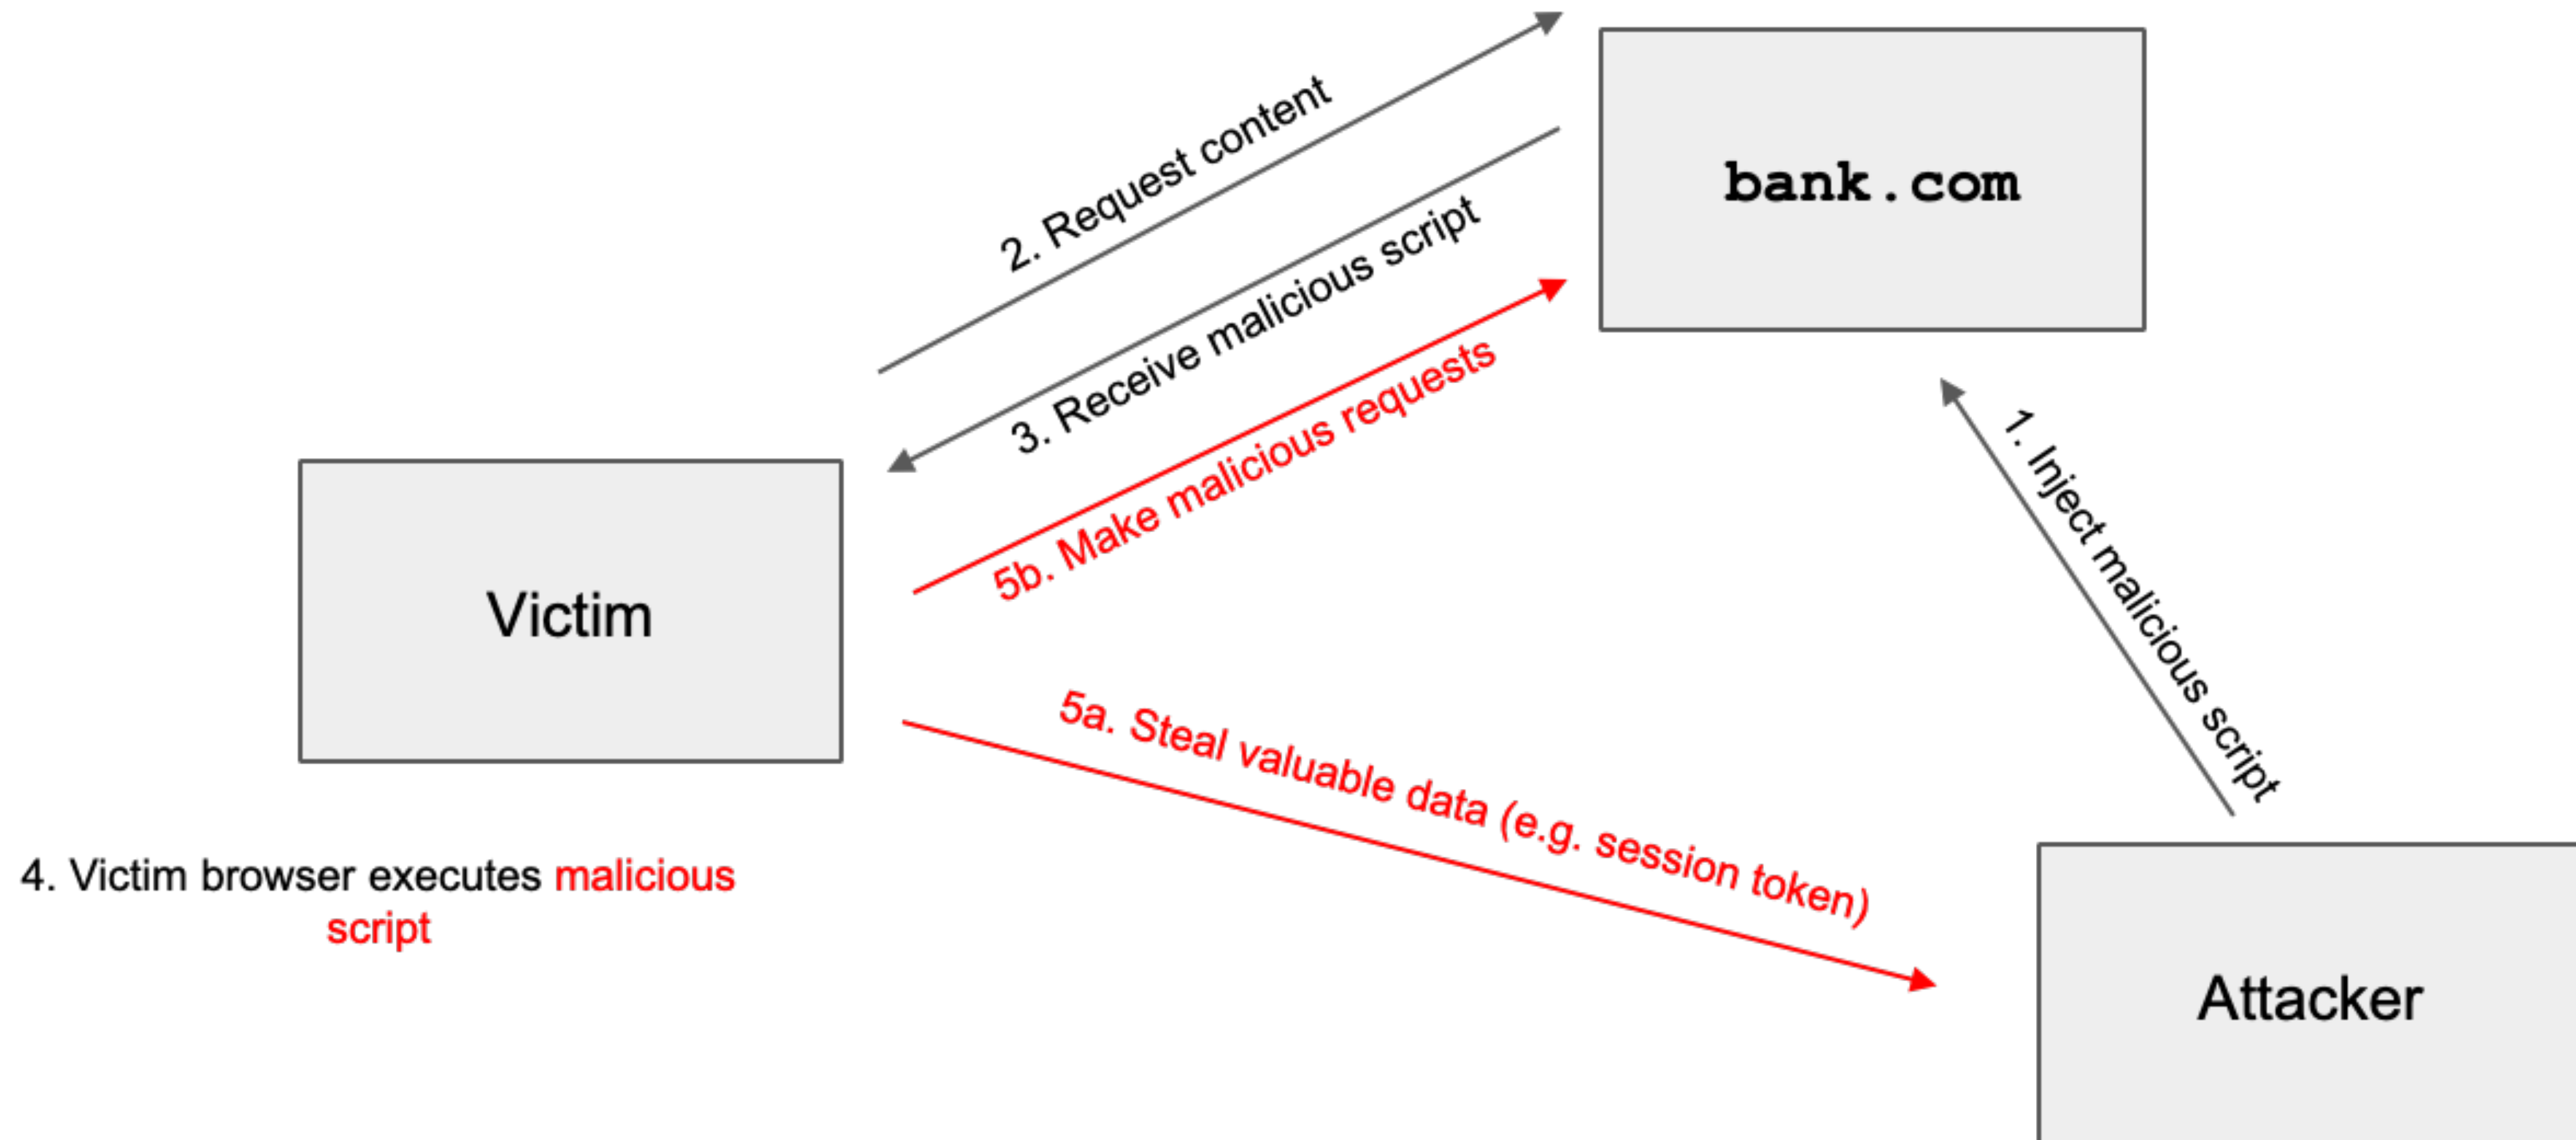 2. Request content
bank.com
3. Receive malicious script
5b. Make malicious requests
1. Inject malicious script
Victim
5a. Steal valuable data (e.g. session token)
4. Victim browser executes malicious
script
Attacker